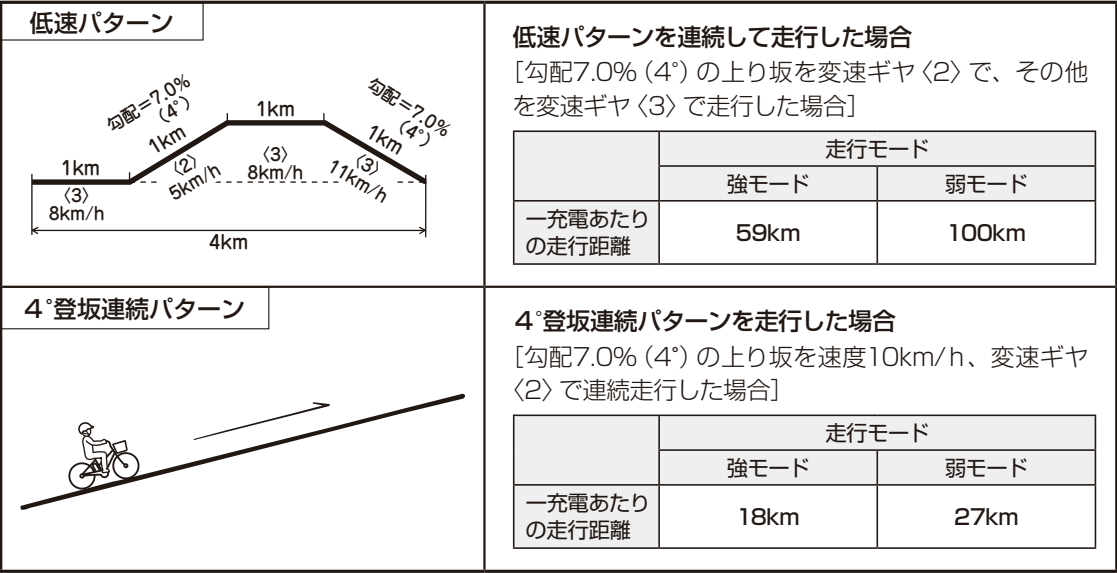 低速パターン
勾配=7.0%
(4°)
1km
勾配=7.0%
(4°)
1km
1km
1km
〈2〉
5km/h
〈3〉
8km/h
〈3〉
11km/h
〈3〉
8km/h
4km
低速パターンを連続して走行した場合
[勾配7.0%(4°)の上り坂を変速ギヤ〈2〉で、その他
を変速ギヤ〈3〉で走行した場合]
走行モード
強モード 弱モード
一充電あたり
の走行距離
59km 100km
4°登坂連続パターン
4°登坂連続パターンを走行した場合
[勾配7.0%(4°)の上り坂を速度10km/h、変速ギヤ
〈2〉で連続走行した場合]
走行モード
強モード 弱モード
一充電あたり
の走行距離
18km 27km